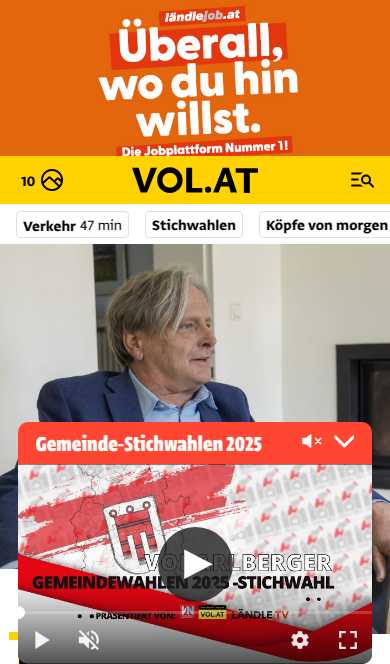 ländlejob.at
Überall,
wo du hin
willst.
Die Jobplattform Nummer 1!
10
VOL.AT
Verkehr 47 min
Stichwahlen
Köpfe von morgen
Gemeinde-Stichwahlen 2025
VORARLBERGER
GEMEINDEWAHLEN 2025 -STICHWAHL
PRÄSENTIERT VON: VN VOL.AT LÄNDLE TV